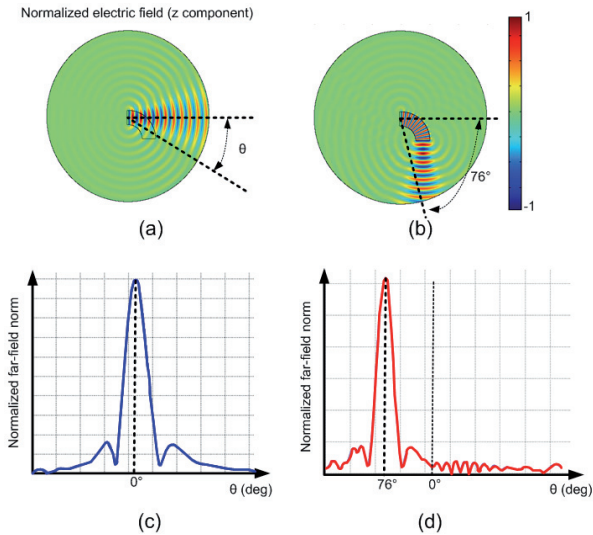 Normalized electric field (z component)
1
-1
θ
76°
(a)
(b)
Normalized far-field norm
0°
θ (deg)
Normalized far-field norm
76°
0°
θ (deg)
(c)
(d)